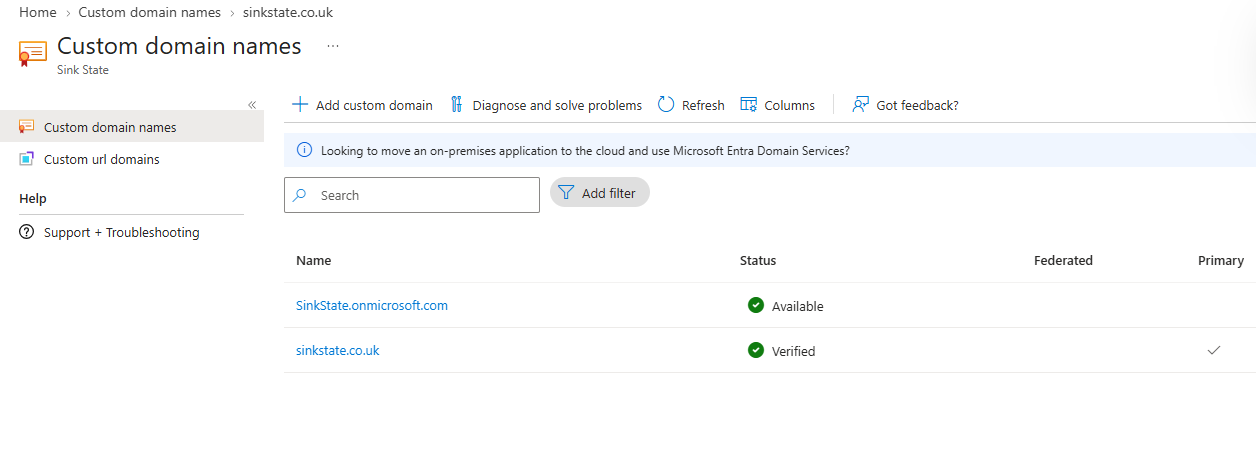 Home > Custom domain names > sinkstate.co.uk
Custom domain names ...
Sink State
«
Add custom domain Diagnose and solve problems Refresh Columns Got feedback?
Custom domain names
Custom url domains
Help
Support + Troubleshooting
Looking to move an on-premises application to the cloud and use Microsoft Entra Domain Services?
Search Add filter
Name Status Federated Primary
SinkState.onmicrosoft.com Available
sinkstate.co.uk Verified